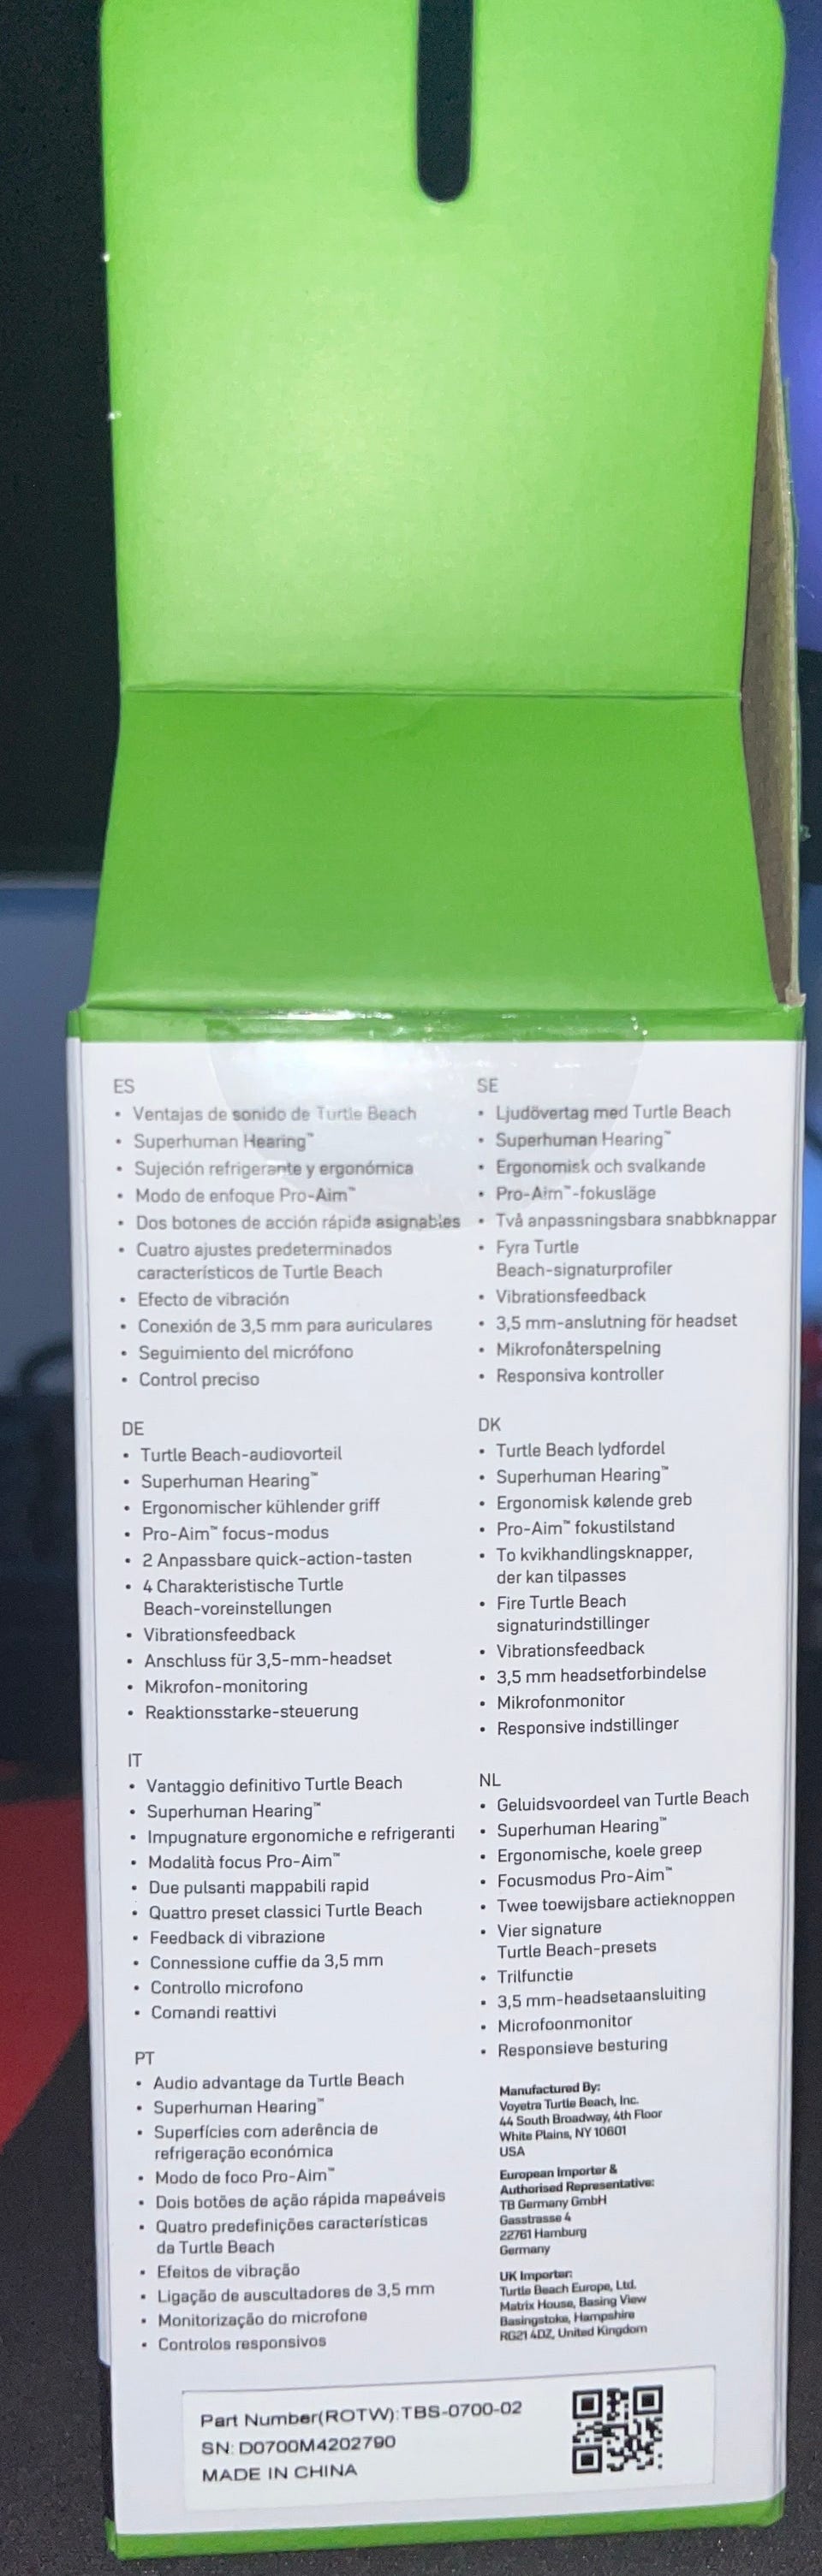 ES
• Ventajas de sonido de Turtle Beach
• Superhuman Hearing™
• Sujeción refrigerante y ergonómica
• Modo de enfoque Pro-Aim™
• Dos botones de acción rápida asignables
• Cuatro ajustes predeterminados
característicos de Turtle Beach
• Efecto de vibración
• Conexión de 3,5 mm para auriculares
• Seguimiento del micrófono
• Control preciso
DE
• Turtle Beach-audiovorteil
• Superhuman Hearing™
• Ergonomischer kühlender griff
• Pro-Aim™ focus-modus
• 2 Anpassbare quick-action-tasten
• 4 Charakteristische Turtle
Beach-voreinstellungen
• Vibrationsfeedback
• Anschluss für 3,5-mm-headset
• Mikrofon-monitoring
• Reaktionsstarke-steuerung
IT
• Vantaggio definitivo Turtle Beach
• Superhuman Hearing™
• Impugnature ergonomiche e refrigeranti
• Modalità focus Pro-Aim™
• Due pulsanti mappabili rapid
• Quattro preset classici Turtle Beach
• Feedback di vibrazione
• Connessione cuffie da 3,5 mm
• Controllo microfono
• Comandi reattivi
PT
• Audio advantage da Turtle Beach
• Superhuman Hearing™
• Superfícies com aderência de
refrigeração económica
• Modo de foco Pro-Aim™
• Dois botões de ação rápida mapeáveis
• Quatro predefinições características
da Turtle Beach
• Efeitos de vibração
• Ligação de auscultadores de 3,5 mm
• Monitorização do microfone
• Controlos responsivos
SE
• Ljudövertag med Turtle Beach
• Superhuman Hearing™
• Ergonomisk och svalkande
• Pro-Aim™-fokusläge
• Två anpassningsbara snabbknappar
• Fyra Turtle
Beach-signaturprofiler
• Vibrationsfeedback
• 3,5 mm-anslutning för headset
• Mikrofonåterspelning
• Responsiva kontroller
DK
• Turtle Beach lydfordel
• Superhuman Hearing™
• Ergonomisk kølende greb
• Pro-Aim™ fokustilstand
• To kvikhandlingsknapper,
der kan tilpasses
• Fire Turtle Beach
signaturindstillinger
• Vibrationsfeedback
• 3,5 mm headsetforbindelse
• Mikrofonmonitor
• Responsive indstillinger
NL
• Geluidsvoordeel van Turtle Beach
• Superhuman Hearing™
• Ergonomische, koele greep
• Focusmodus Pro-Aim™
• Twee toewijsbare actieknoppen
• Vier signature
Turtle Beach-presets
• Trilfunctie
• 3,5 mm-headsetaansluiting
• Microfoonmonitor
• Responsieve besturing
Manufactured By:
Voyetra Turtle Beach, Inc.
44 South Broadway, 4th Floor
White Plains, NY 10601
USA
European Importer &
Authorised Representative:
TB Germany GmbH
Gasstrasse 4
22761 Hamburg
Germany
UK Importer:
Turtle Beach Europe, Ltd.
Matrix House, Basing View
Basingstoke, Hampshire
RG21 4DZ, United Kingdom
Part Number(ROTW):TBS-0700-02
SN: D0700M4202790
MADE IN CHINA